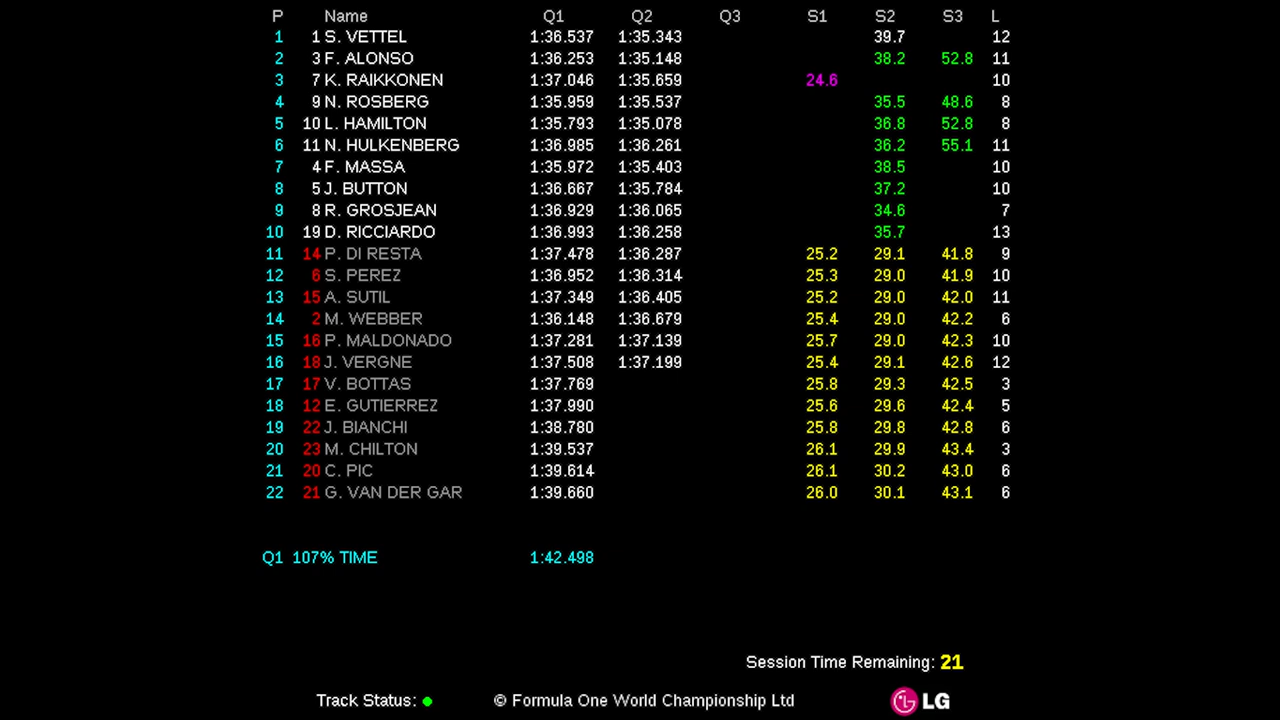 P Name Q1 Q2 Q3 S1 S2 S3 L
1 1 S. VETTEL 1:36.537 1:35.343 39.7 12
2 3 F. ALONSO 1:36.253 1:35.148 38.2 52.8 11
3 7 K. RAIKKONEN 1:37.046 1:35.659 24.6 10
4 9 N. ROSBERG 1:35.959 1:35.537 35.5 48.6 8
5 10 L. HAMILTON 1:35.793 1:35.078 36.8 52.8 8
6 11 N. HULKENBERG 1:36.985 1:36.261 36.2 55.1 11
7 4 F. MASSA 1:35.972 1:35.403 38.5 10
8 5 J. BUTTON 1:36.667 1:35.784 37.2 10
9 8 R. GROSJEAN 1:36.929 1:36.065 34.6 7
10 19 D. RICCIARDO 1:36.993 1:36.258 35.7 13
11 14 P. DI RESTA 1:37.478 1:36.287 25.2 29.1 41.8 9
12 6 S. PEREZ 1:36.952 1:36.314 25.3 29.0 41.9 10
13 15 A. SUTIL 1:37.349 1:36.405 25.2 29.0 42.0 11
14 2 M. WEBBER 1:36.148 1:36.679 25.4 29.0 42.2 6
15 16 P. MALDONADO 1:37.281 1:37.139 25.7 29.0 42.3 10
16 18 J. VERGNE 1:37.508 1:37.199 25.4 29.1 42.6 12
17 17 V. BOTTAS 1:37.769 25.8 29.3 42.5 3
18 12 E. GUTIERREZ 1:37.990 25.6 29.6 42.4 5
19 22 J. BIANCHI 1:38.780 25.8 29.8 42.8 6
20 23 M. CHILTON 1:39.537 26.1 29.9 43.4 3
21 20 C. PIC 1:39.614 26.1 30.2 43.0 6
22 21 G. VAN DER GAR 1:39.660 26.0 30.1 43.1 6
Q1 107% TIME 1:42.498
Session Time Remaining: 21
Track Status: © Formula One World Championship Ltd LG